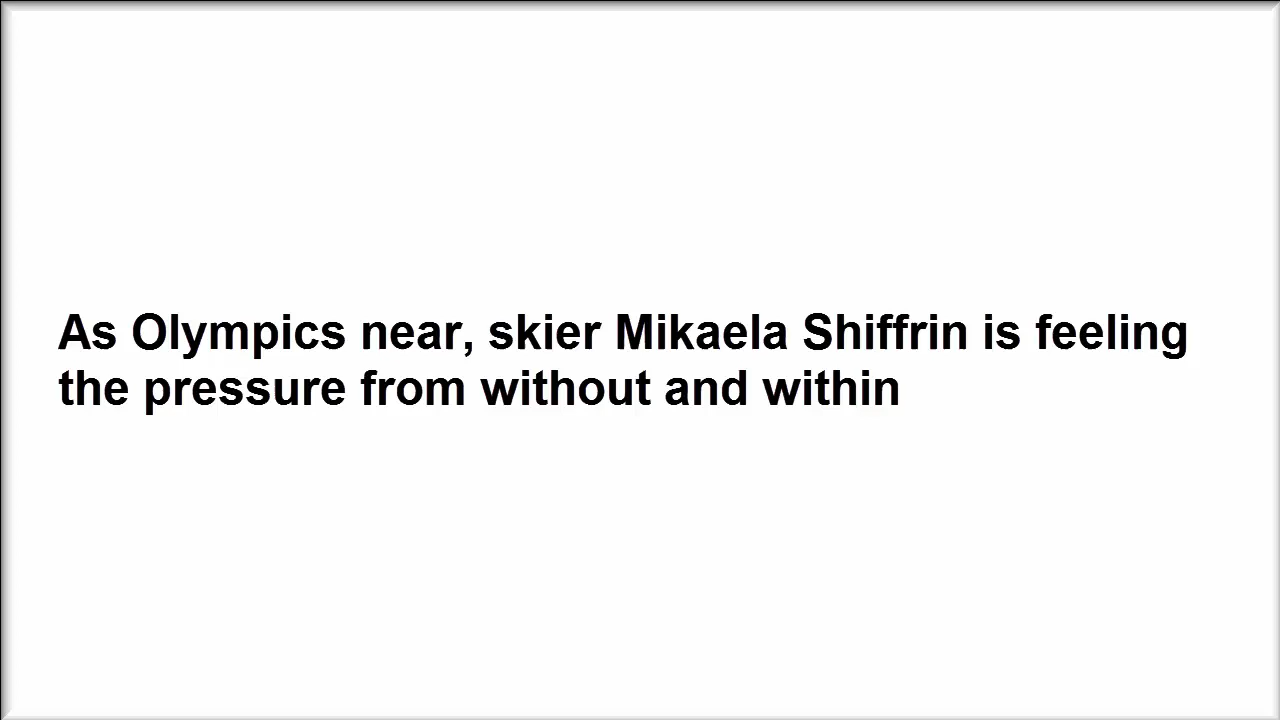 As Olympics near, skier Mikaela Shiffrin is feeling
the pressure from without and within